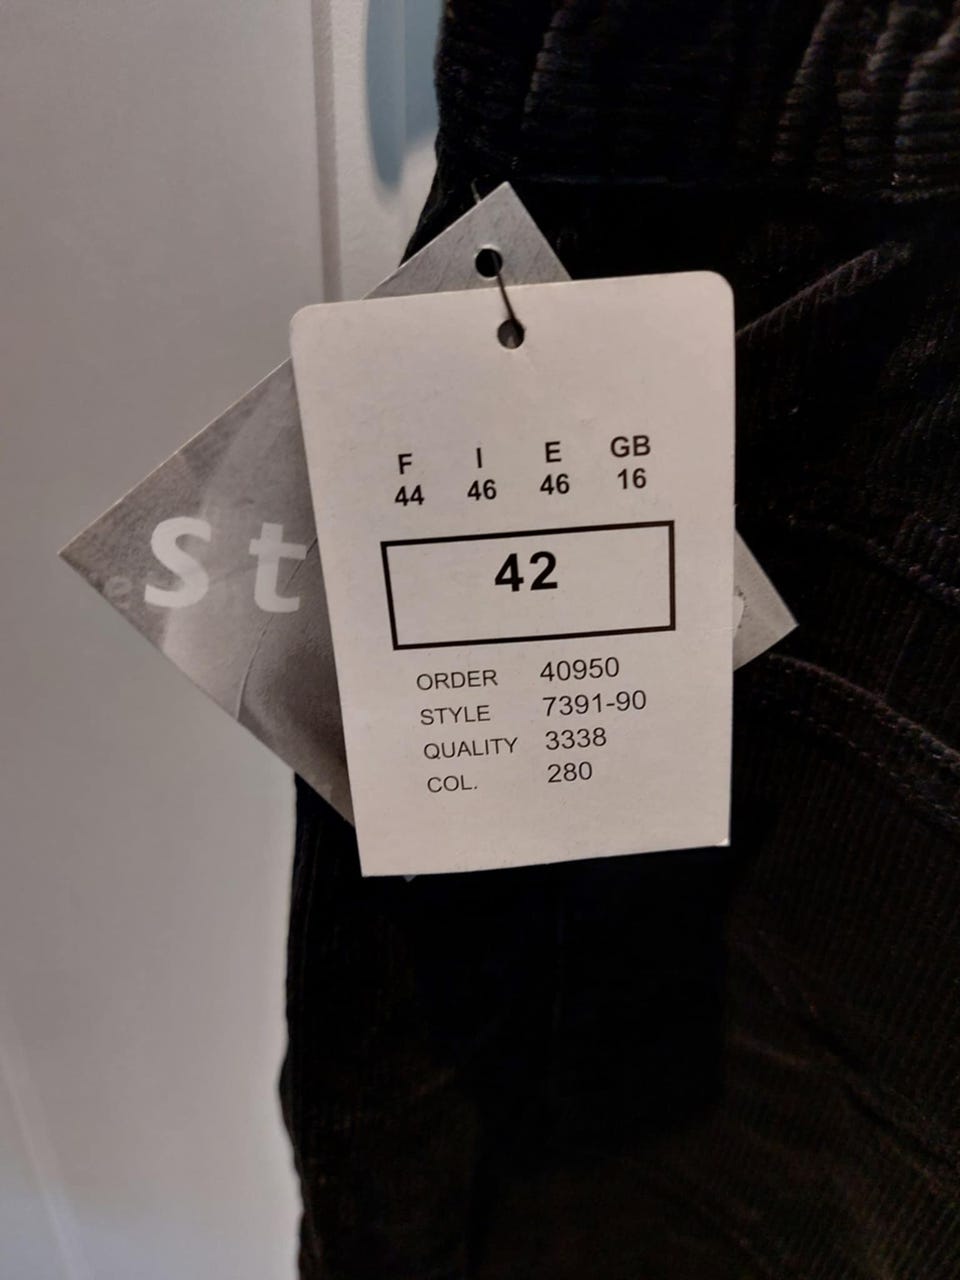 F I E GB
44 46 46 16
42
ORDER 40950
STYLE 7391-90
QUALITY 3338
COL. 280
St